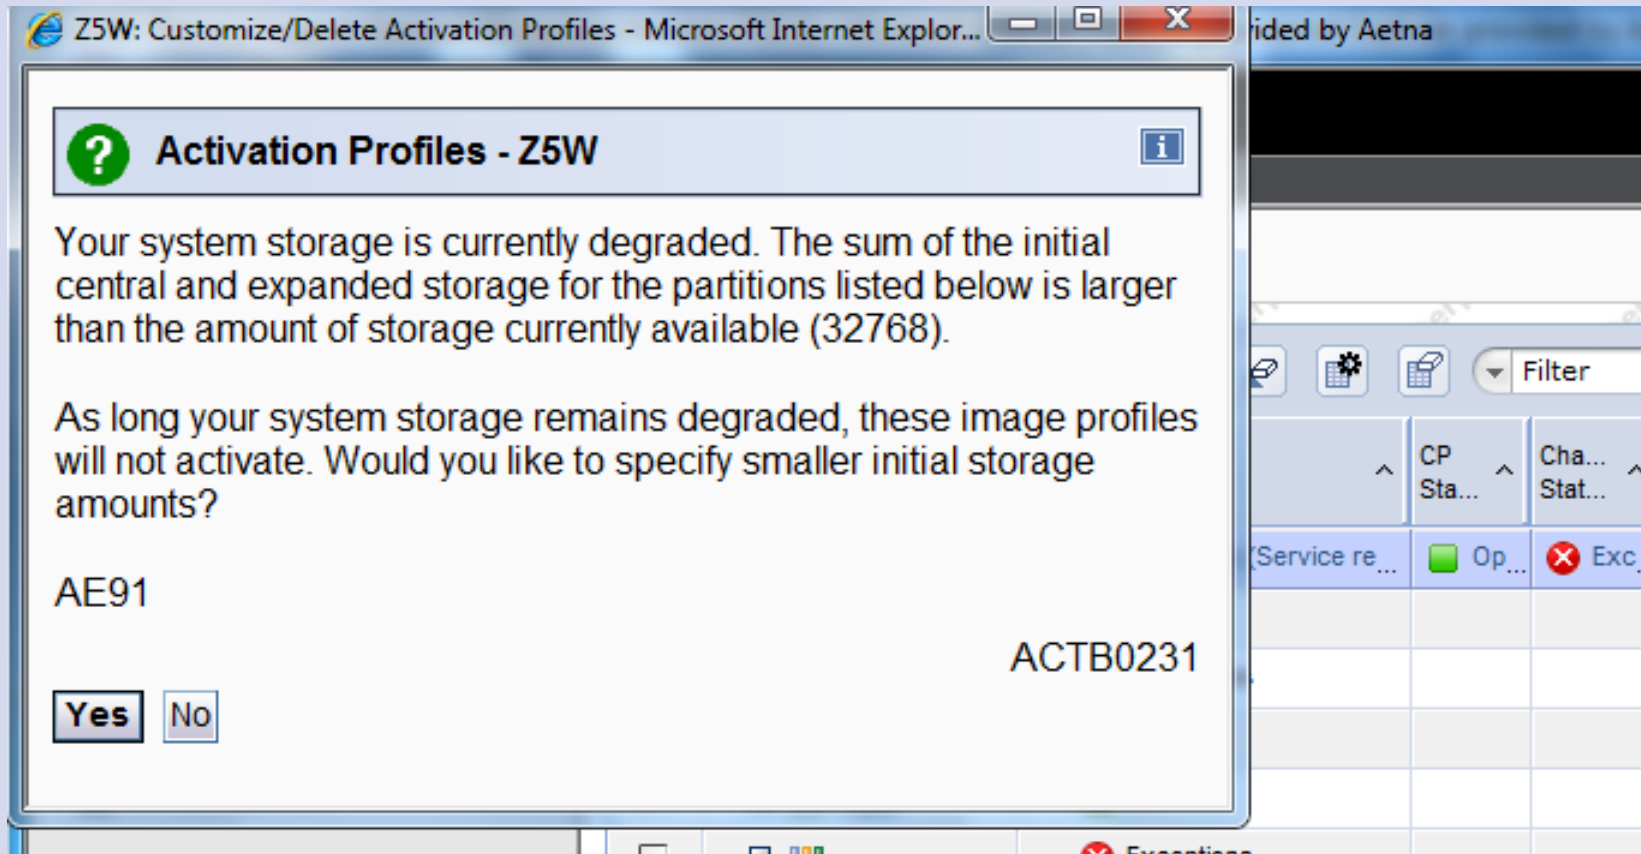 Z5W: Customize/Delete Activation Profiles - Microsoft Internet Explor...
ided by Aetna
Activation Profiles - Z5W
Your system storage is currently degraded. The sum of the initial
central and expanded storage for the partitions listed below is larger
than the amount of storage currently available (32768).
As long your system storage remains degraded, these image profiles
will not activate. Would you like to specify smaller initial storage
amounts?
AE91
ACTB0231
Yes No
Filter
CP
Sta...
Cha...
Stat...
(Service re... Op... Exc
Exceptions